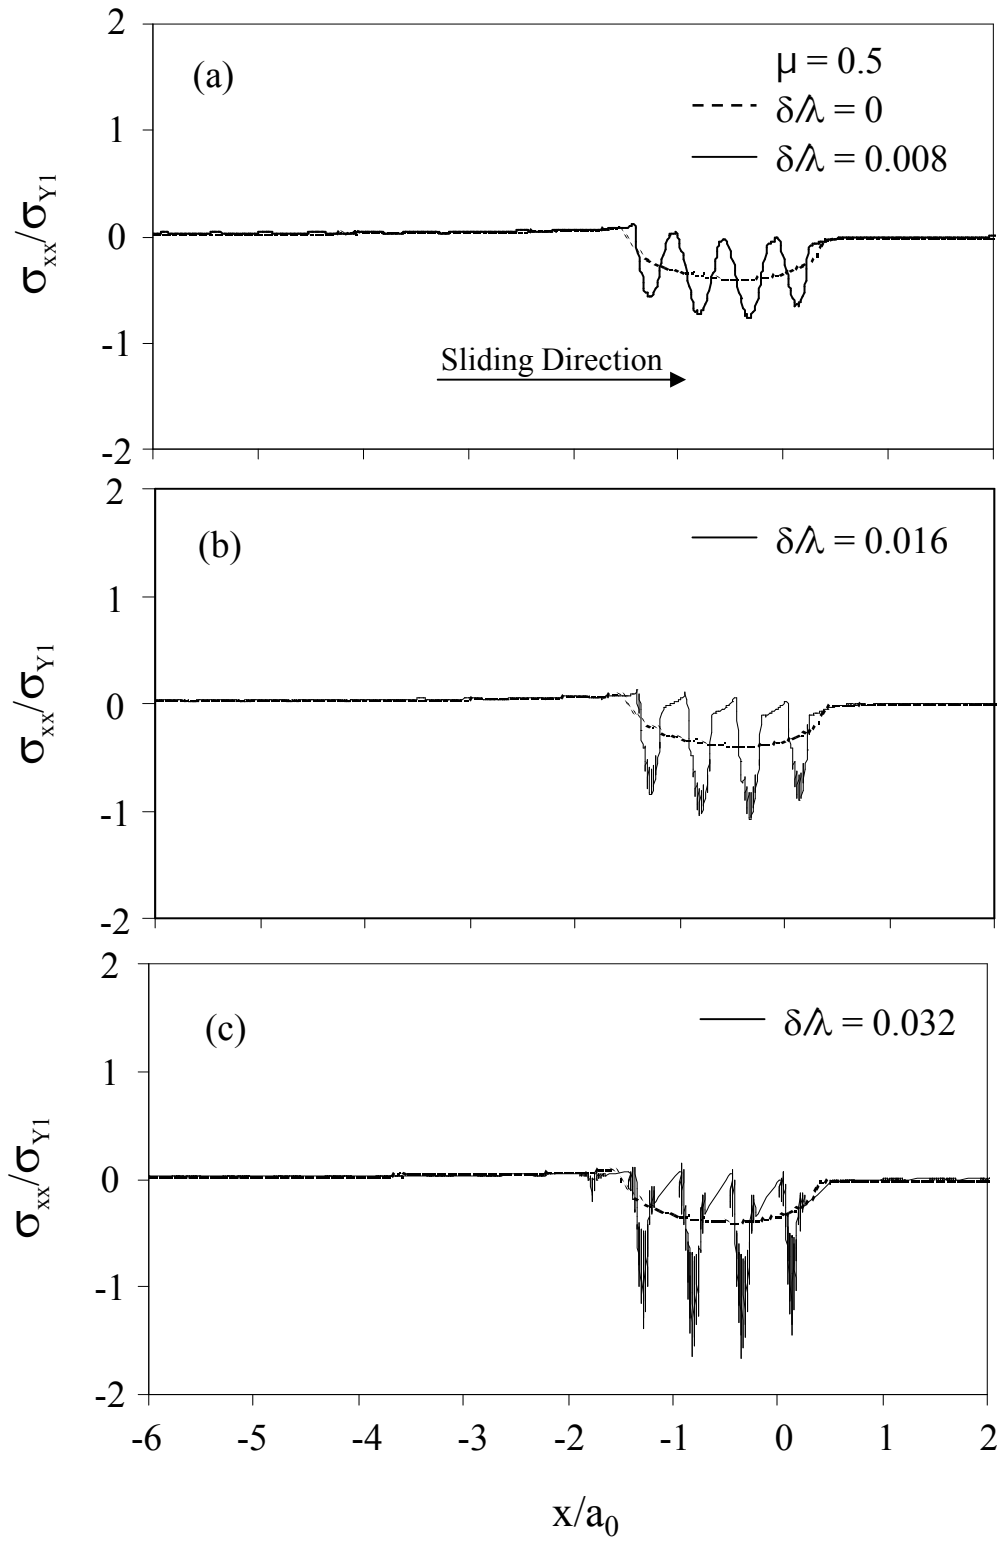 2
(a)
μ = 0.5
δ/λ = 0
1
δ/λ = 0.008
σxx/σY1
0
-1
Sliding Direction
-2
2
(b)
δ/λ = 0.016
1
σxx/σY1
0
-1
-2
2
(c)
δ/λ = 0.032
1
σxx/σY1
0
-1
-2
-6 -5 -4 -3 -2 -1 0 1 2
x/a0